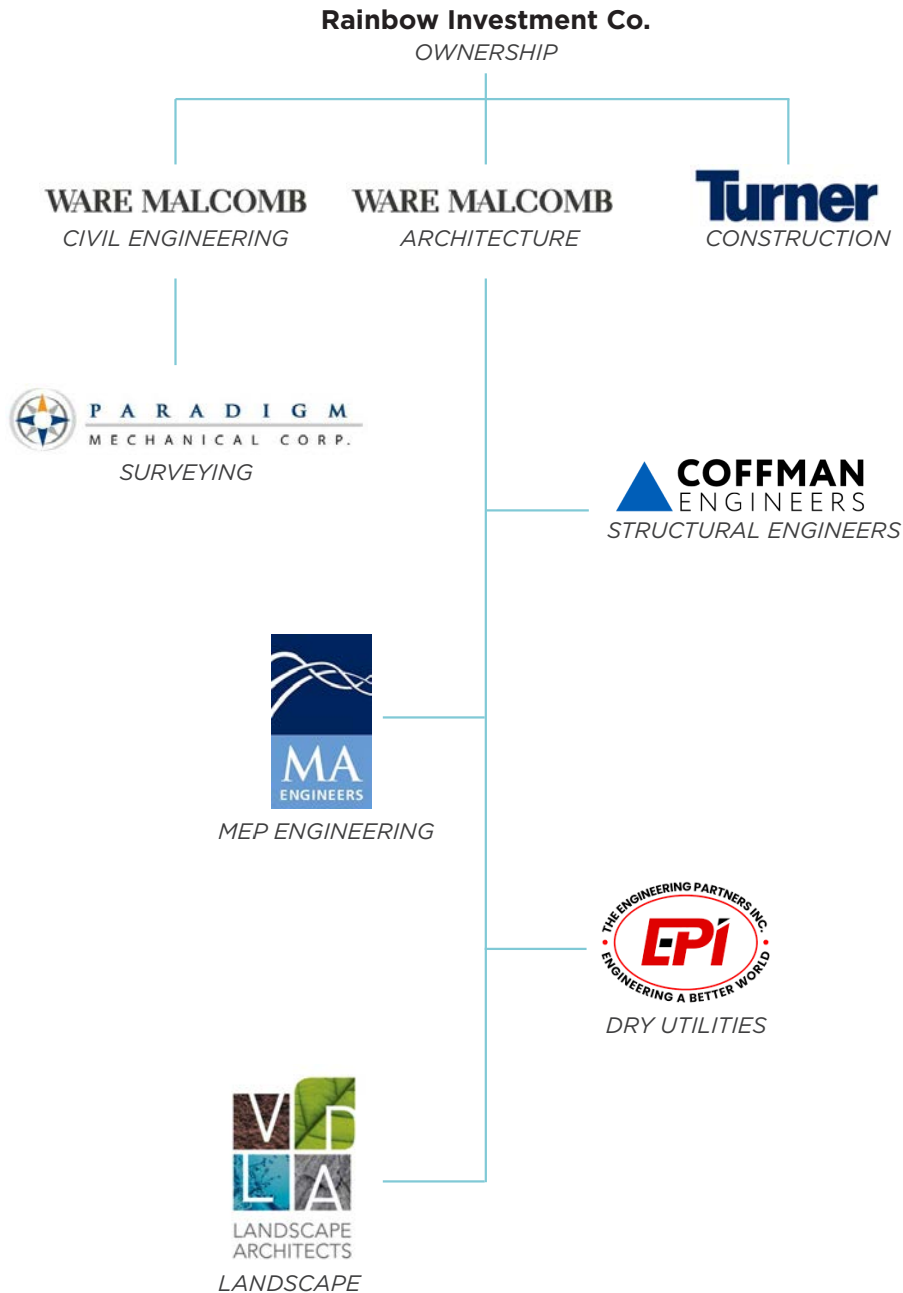 Rainbow Investment Co.
OWNERSHIP
WARE MALCOMB
CIVIL ENGINEERING
WARE MALCOMB
ARCHITECTURE
Turner
CONSTRUCTION
PARADIGM
MECHANICAL CORP.
SURVEYING
COFFMAN
ENGINEERS
STRUCTURAL ENGINEERS
MA
ENGINEERS
MEP ENGINEERING
THE ENGINEERING PARTNERS INC.
EPi
ENGINEERING A BETTER WORLD
DRY UTILITIES
VD
LA
LANDSCAPE
ARCHITECTS
LANDSCAPE